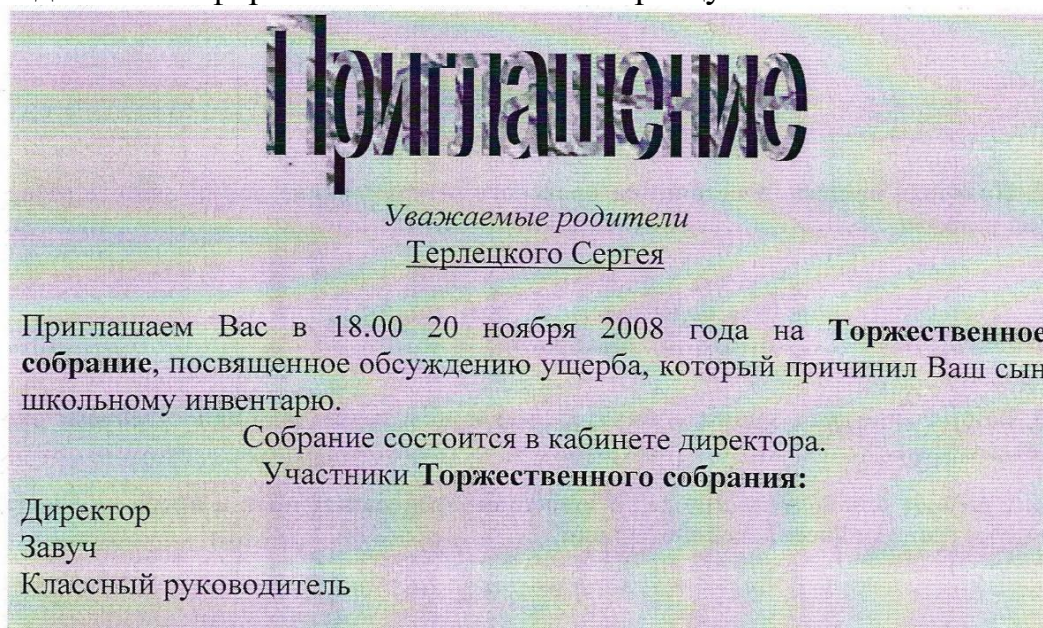 Приглашение
Уважаемые родители
Терлецкого Сергея
Приглашаем Вас в 18.00 20 ноября 2008 года на Торжественное
собрание, посвященное обсуждению ущерба, который причинил Ваш сын
школьному инвентарю.
Собрание состоится в кабинете директора.
Участники Торжественного собрания:
Директор
Завуч
Классный руководитель